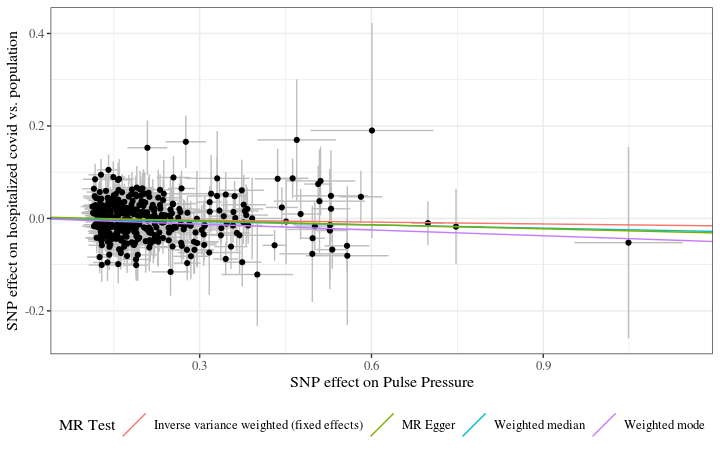 SNP effect on hospitalized covid vs. population
0.4
0.2
0.0
-0.2
0.3
0.6
0.9
SNP effect on Pulse Pressure
MR Test
Inverse variance weighted (fixed effects)
MR Egger
Weighted median
Weighted mode